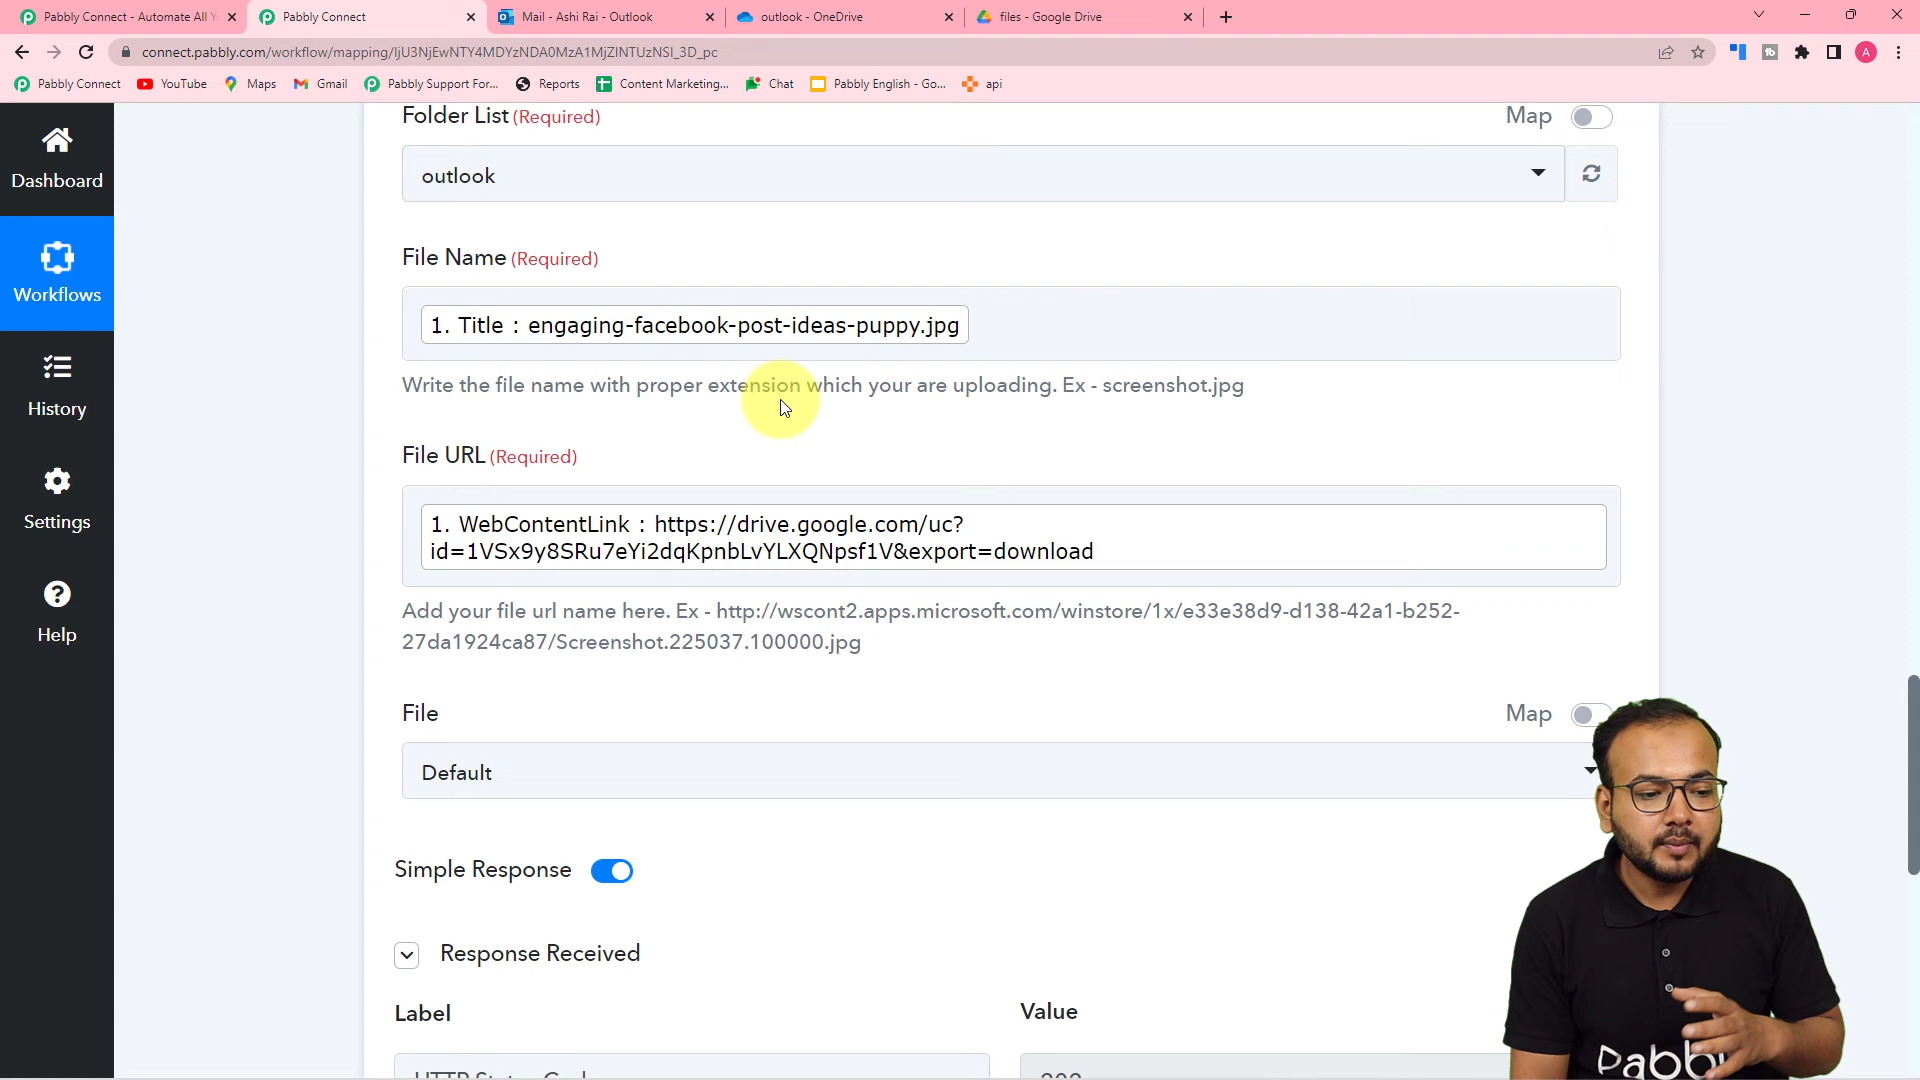 Pabbly Connect - Automate All Y
Pabbly Connect
Mail - Ashi Rai - Outlook
outlook - OneDrive
files - Google Drive
connect.pabbly.com/workflow/mapping/IjU3NjEwNTY4MDYzNDA0MzA1MjZlNTUzNSI_3D_pc
A
Pabbly Connect
YouTube
Maps
Gmail
Pabbly Support For...
Reports
Content Marketing...
Chat
Pabbly English - Go...
api
Dashboard
Workflows
History
Settings
Help
Folder List (Required)
Map
outlook
File Name (Required)
1. Title : engaging-facebook-post-ideas-puppy.jpg
Write the file name with proper extension which your are uploading. Ex - screenshot.jpg
File URL (Required)
1. WebContentLink : https://drive.google.com/uc?
id=1VSx9y8SRu7eYi2dqKpnbLvYLXQNpsf1V&export=download
Add your file url name here. Ex - http://wscont2.apps.microsoft.com/winstore/1x/e33e38d9-d138-42a1-b252-
27da1924ca87/Screenshot.225037.100000.jpg
File
Map
Default
Simple Response
Response Received
Label
Value